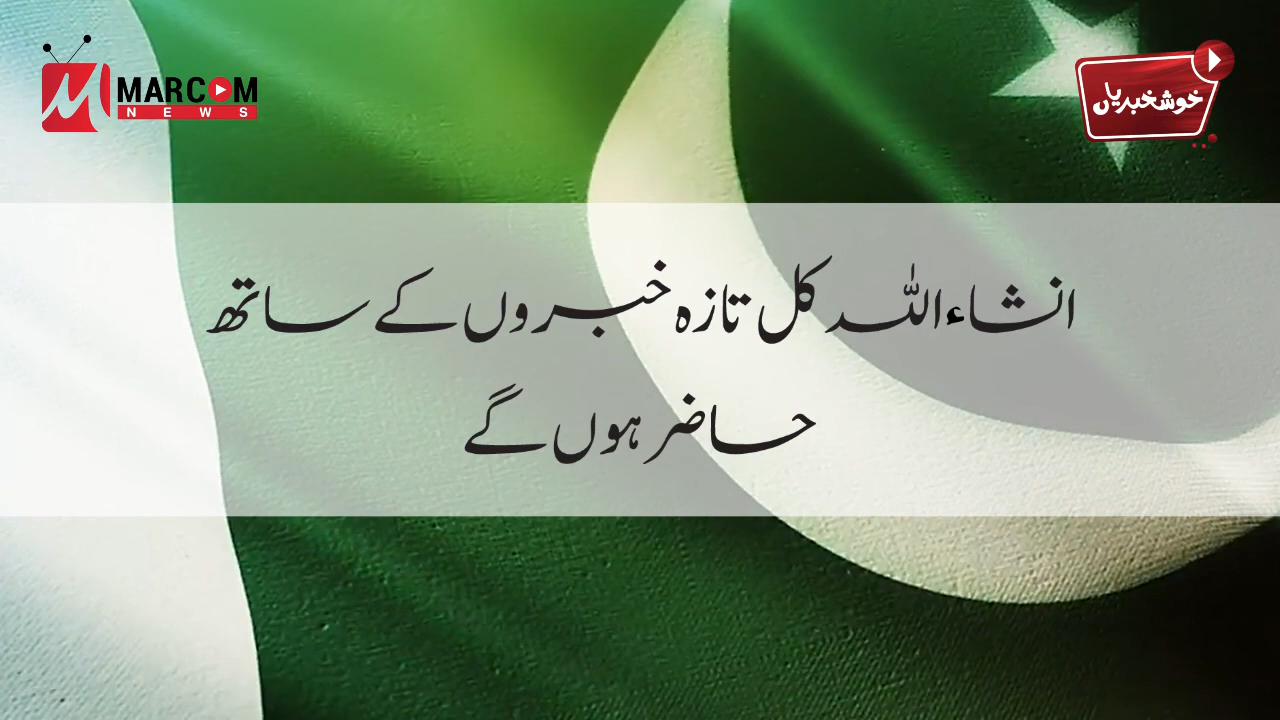 MARCOM
NEWS
خوشخبریاں
انشاءاللہ کل تازہ خبروں کے ساتھ
حاضر ہوں گے